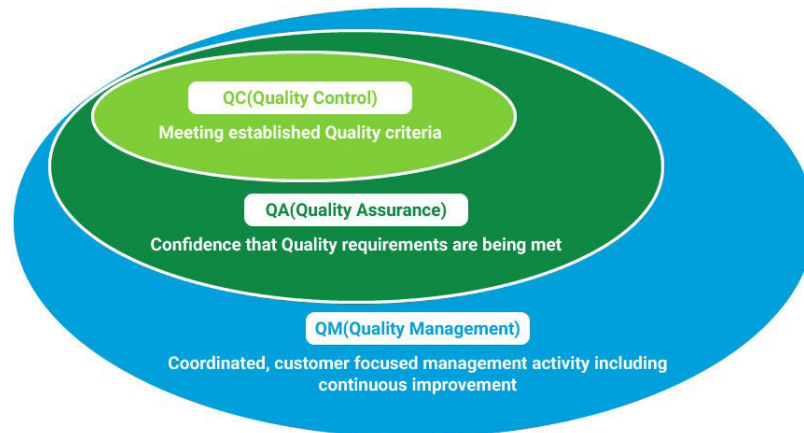 QC(Quality Control)
Meeting established Quality criteria
QA(Quality Assurance)
Confidence that Quality requirements are being met
QM(Quality Management)
Coordinated, customer focused management activity including
continuous improvement